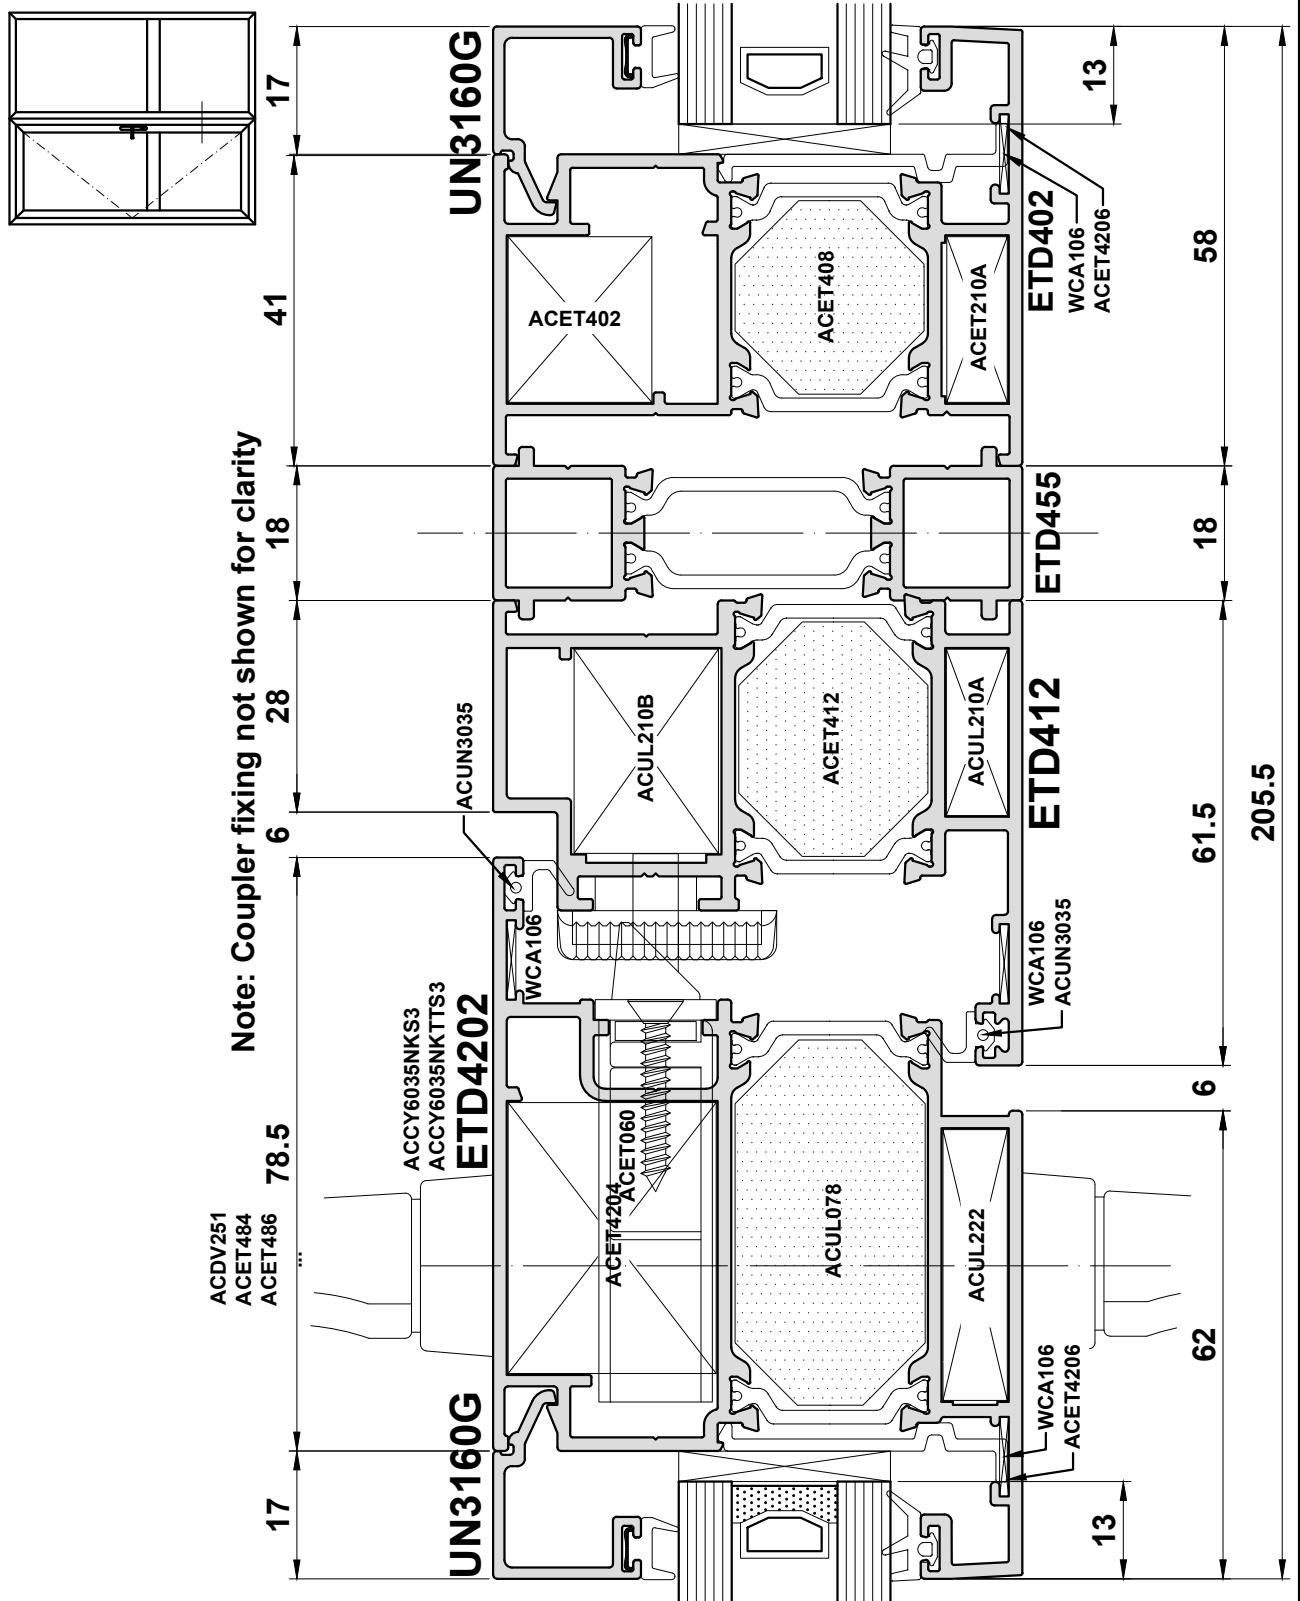 17
41
18
28
6
78.5
17
Note: Coupler fixing not shown for clarity
UN3160G
ACET402
ACET408
ACET210A
ETD402
WCA106
ACET4206
13
58
ETD455
18
ACUL210B
ACET412
ACUL210A
ETD412
61.5
205.5
ACUN3035
WCA106
WCA106
ACUN3035
ACCY6035NKS3
ACCY6035NKTTS3
ETD4202
ACET060
ACET4204
ACUL078
ACUL222
6
62
ACDV251
ACET484
ACET486
...
WCA106
ACET4206
UN3160G
13